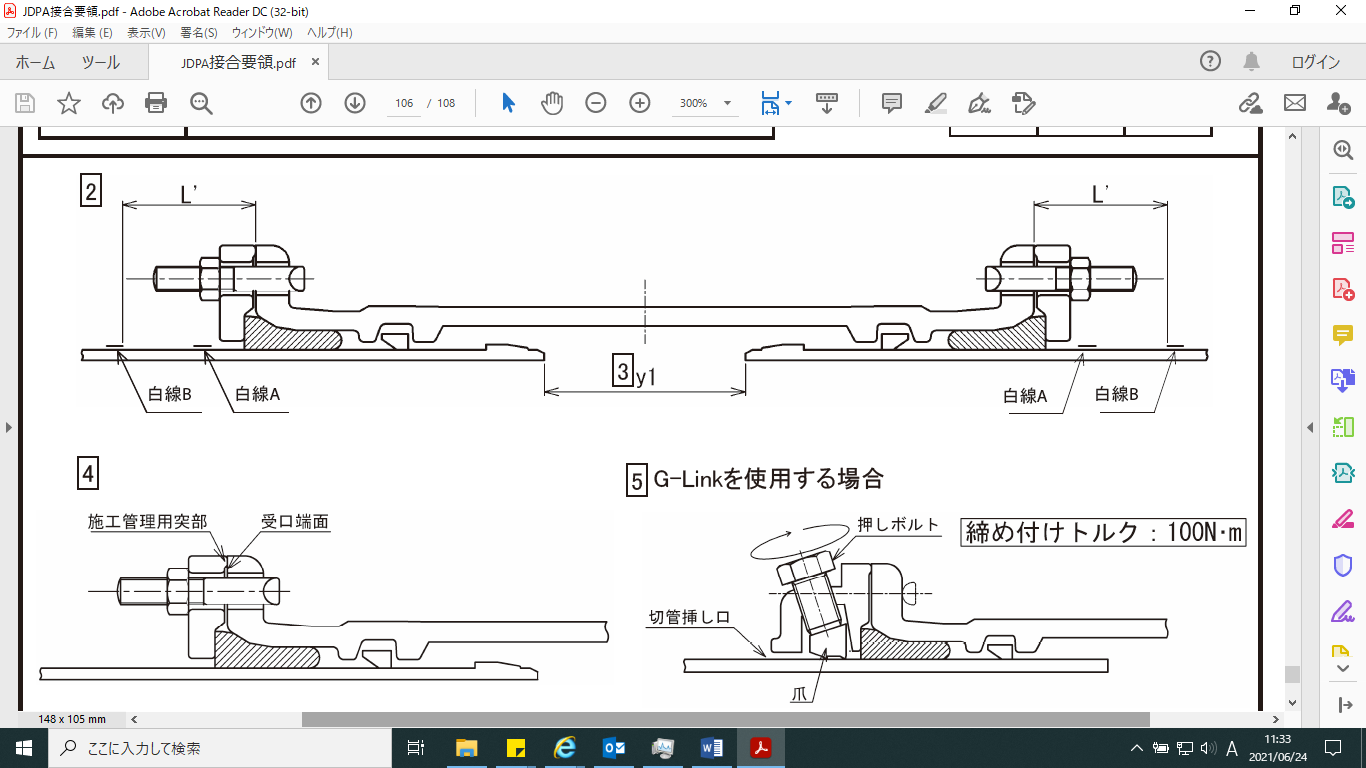 JDPA接合要領.pdf - Adobe Acrobat Reader DC (32-bit)
ファイル(F) 編集(E) 表示(V) 署名(S) ウィンドウ(W) ヘルプ(H)
ホーム ツール JDPA接合要領.pdf × ログイン
106 / 108 300%
2 L' L'
3 y1
白線B 白線A 白線A 白線B
4
施工管理用突部 受口端面
5 G-Linkを使用する場合
押しボルト 締め付けトルク：100N·m
切管挿し口
爪
148 x 105 mm
ここに入力して検索
A 11:33
2021/06/24